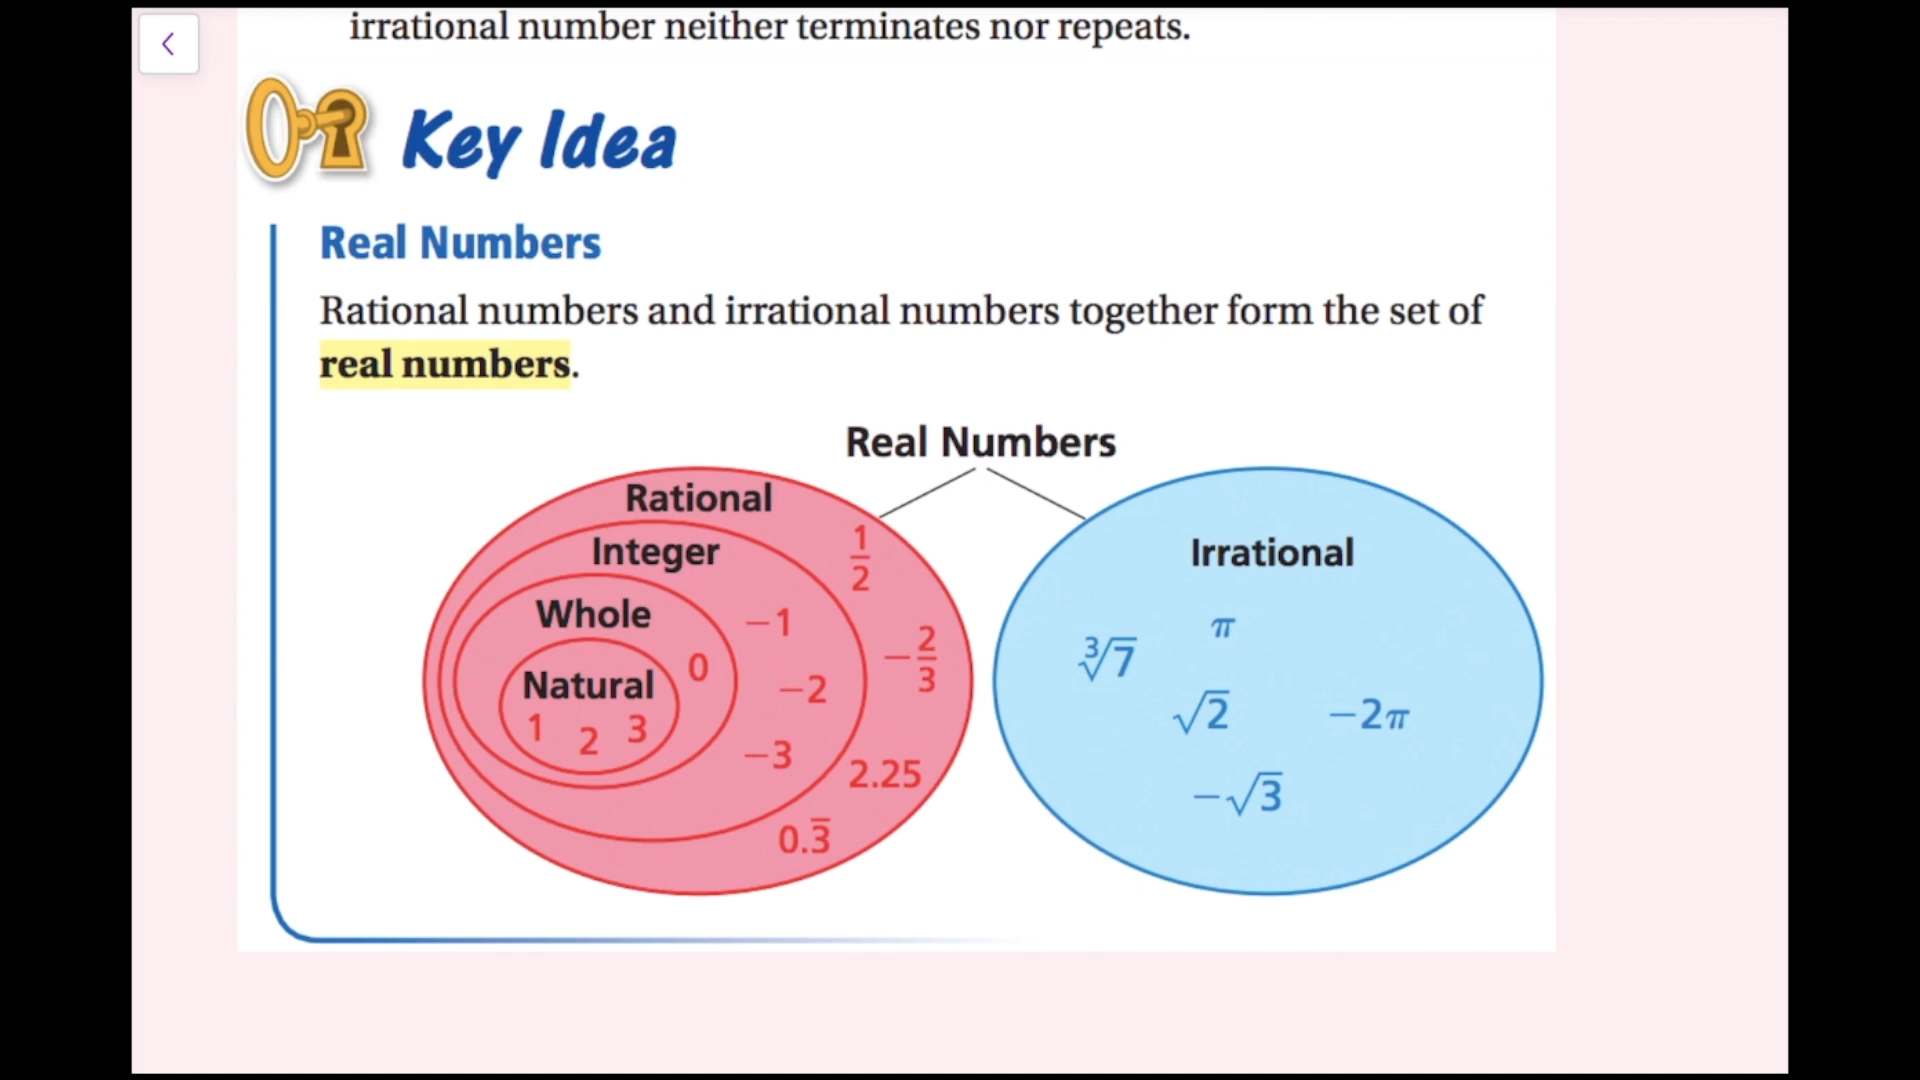 irrational number neither terminates nor repeats.
Key Idea
Real Numbers
Rational numbers and irrational numbers together form the set of
real numbers.
Real Numbers
Rational
Integer
Whole
Natural
1 2 3
0
−1
−2
−3
1/2
−2/3
2.25
0.3̅
Irrational
π
∛7
√2
−2π
−√3